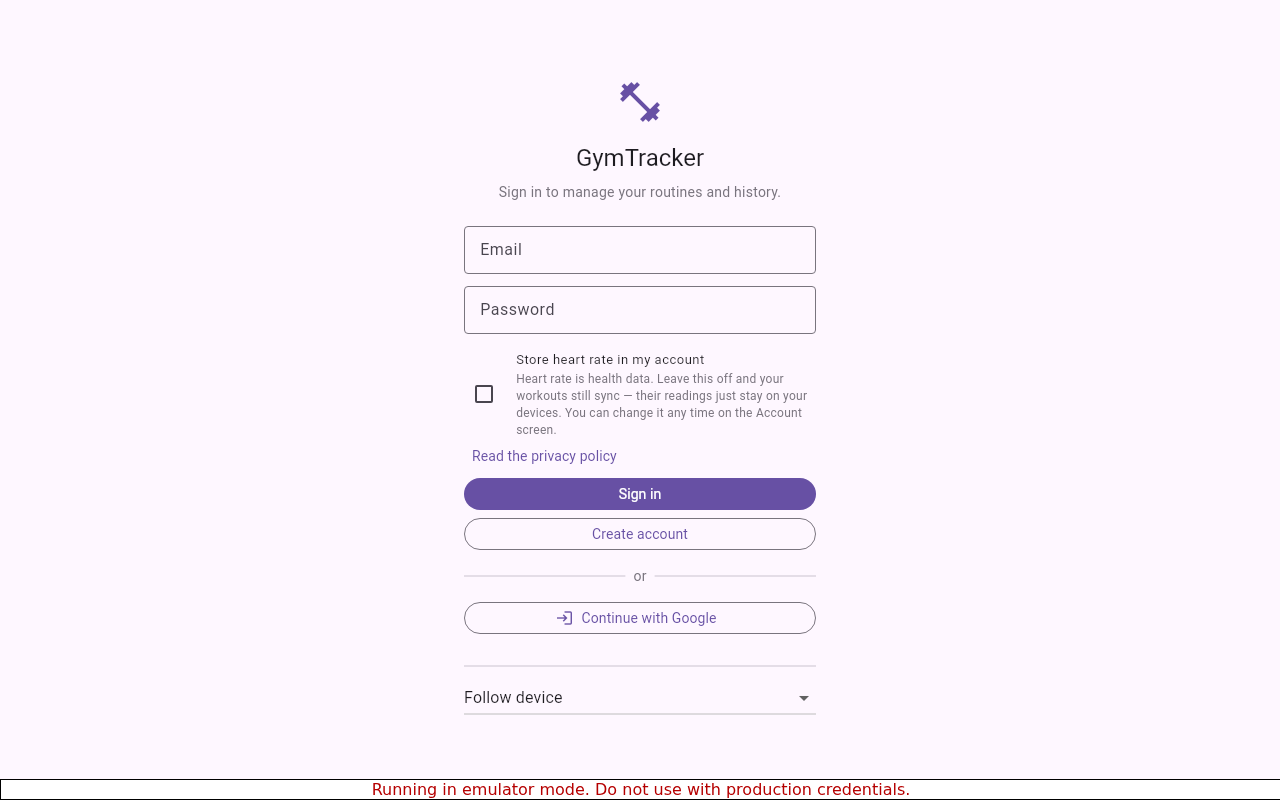 GymTracker
Sign in to manage your routines and history.
Email
Password
Store heart rate in my account
Heart rate is health data. Leave this off and your
workouts still sync — their readings just stay on your
devices. You can change it any time on the Account
screen.
Read the privacy policy
Sign in
Create account
or
Continue with Google
Follow device
Running in emulator mode. Do not use with production credentials.